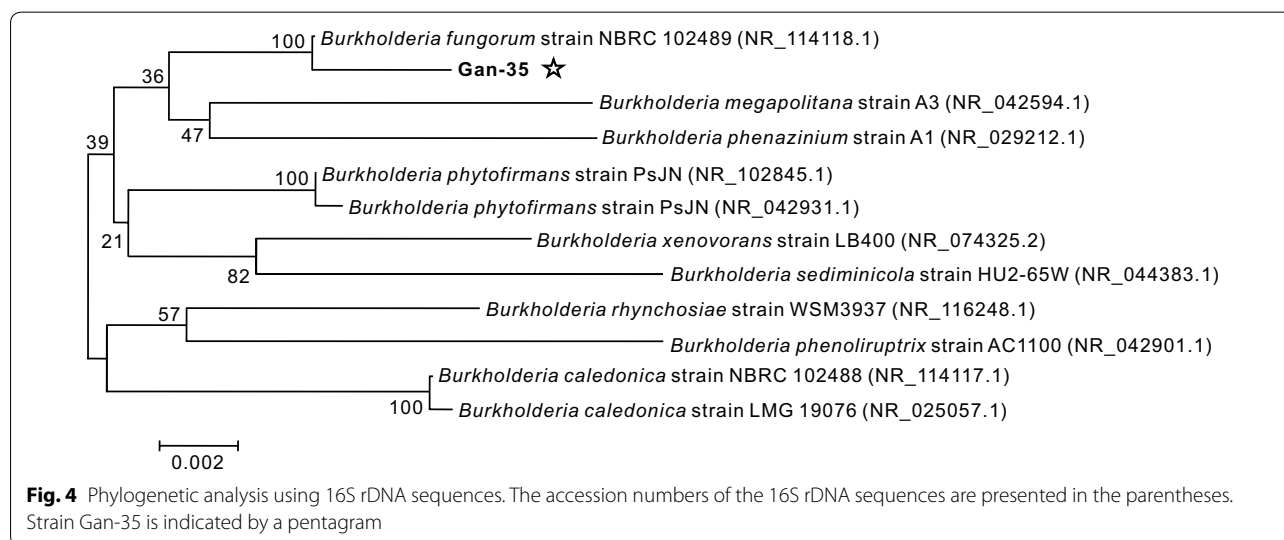 100 Burkholderia fungorum strain NBRC 102489 (NR_114118.1)
Gan-35 ☆
36
Burkholderia megapolitana strain A3 (NR_042594.1)
47 Burkholderia phenazinium strain A1 (NR_029212.1)
39
100 Burkholderia phytofirmans strain PsJN (NR_102845.1)
Burkholderia phytofirmans strain PsJN (NR_042931.1)
21 Burkholderia xenovorans strain LB400 (NR_074325.2)
82 Burkholderia sediminicola strain HU2-65W (NR_044383.1)
57 Burkholderia rhynchosiae strain WSM3937 (NR_116248.1)
Burkholderia phenoliruptrix strain AC1100 (NR_042901.1)
Burkholderia caledonica strain NBRC 102488 (NR_114117.1)
100 Burkholderia caledonica strain LMG 19076 (NR_025057.1)
0.002
Fig. 4 Phylogenetic analysis using 16S rDNA sequences. The accession numbers of the 16S rDNA sequences are presented in the parentheses.
Strain Gan-35 is indicated by a pentagram